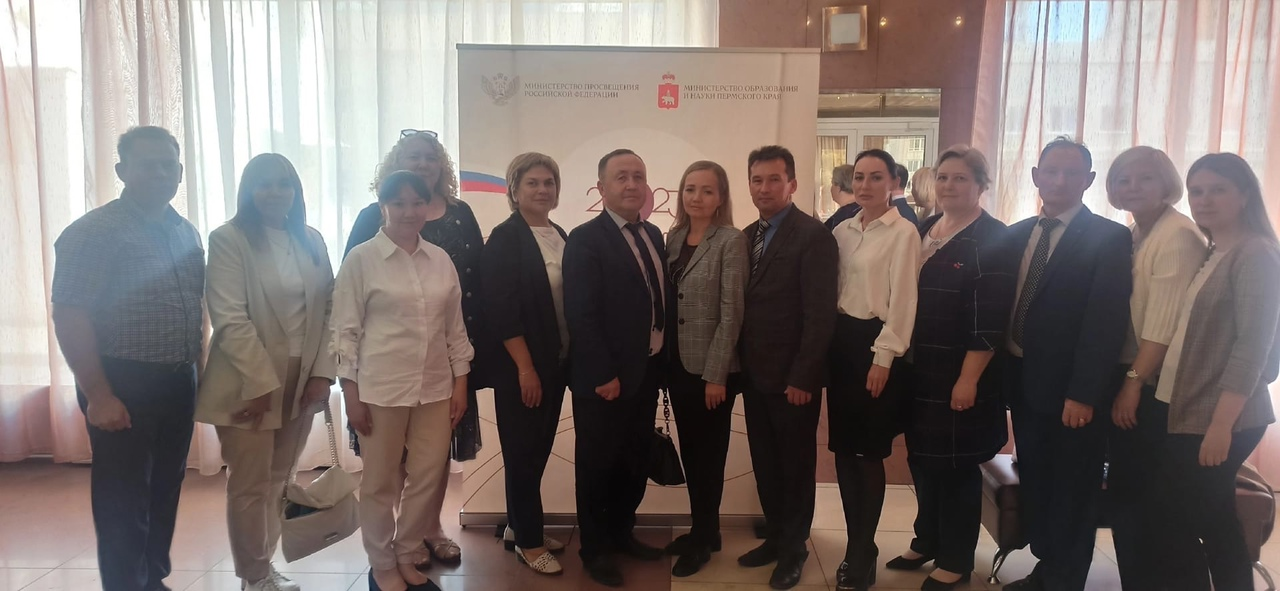 МИНИСТЕРСТВО ПРОСВЕЩЕНИЯ
РОССИЙСКОЙ ФЕДЕРАЦИИ
МИНИСТЕРСТВО ОБРАЗОВАНИЯ
И НАУКИ ПЕРМСКОГО КРАЯ